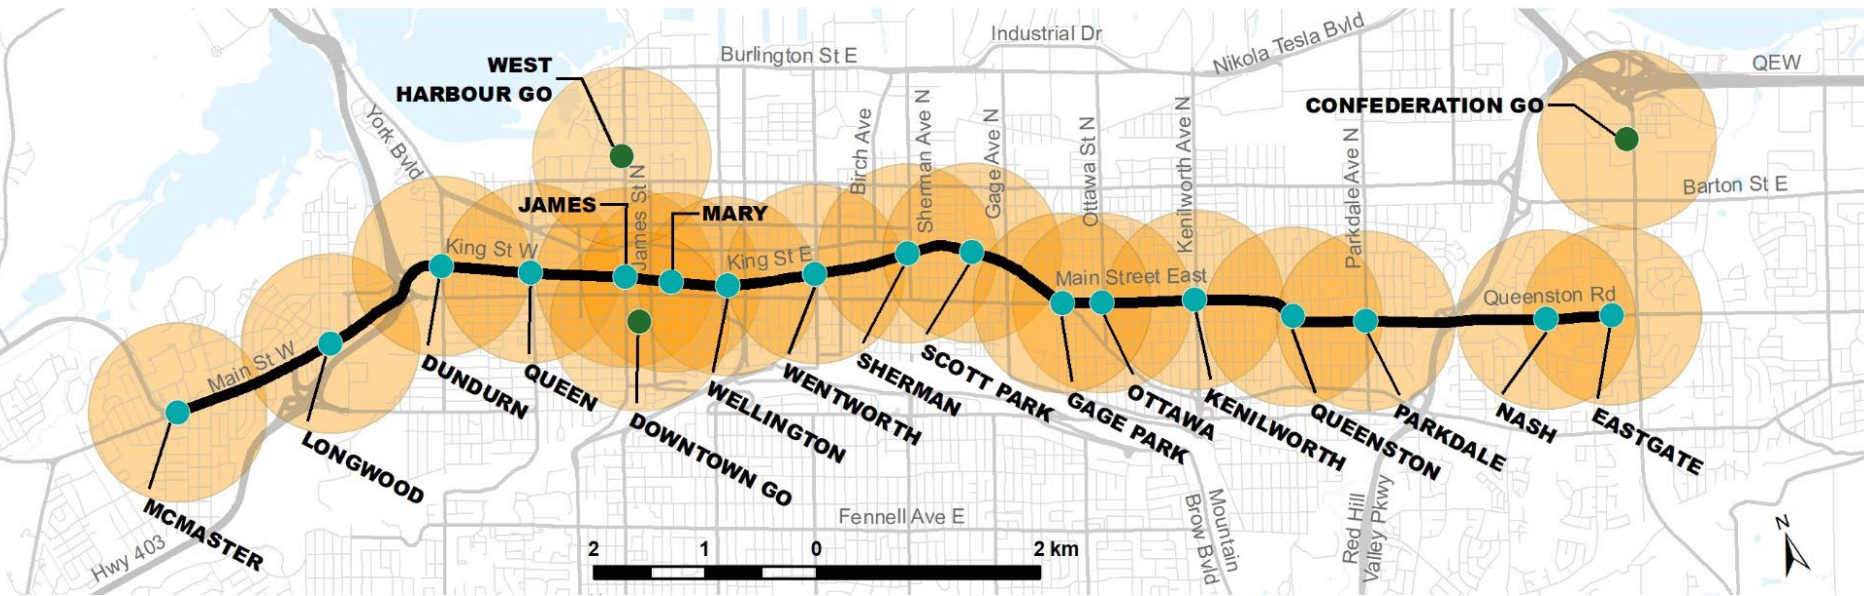 WEST
HARBOUR GO
Burlington St E
Industrial Dr
Nikola Tesla Bvld
QEW
CONFEDERATION GO
York Bvld
Birch Ave
Sherman Ave N
Gage Ave N
Ottawa St N
Kenilworth Ave N
Parkdale Ave N
Barton St E
JAMES
James St N
MARY
King St W
King St E
Main Street East
Queenston Rd
Main St W
MCMASTER
LONGWOOD
DUNDURN
QUEEN
DOWNTOWN GO
WELLINGTON
WENTWORTH
SHERMAN
SCOTT PARK
GAGE PARK
OTTAWA
KENILWORTH
QUEENSTON
PARKDALE
NASH
EASTGATE
Hwy 403
Fennell Ave E
Mountain
Brow Bvld
Red Hill
Valley Pkwy
N
2 1 0 2 km